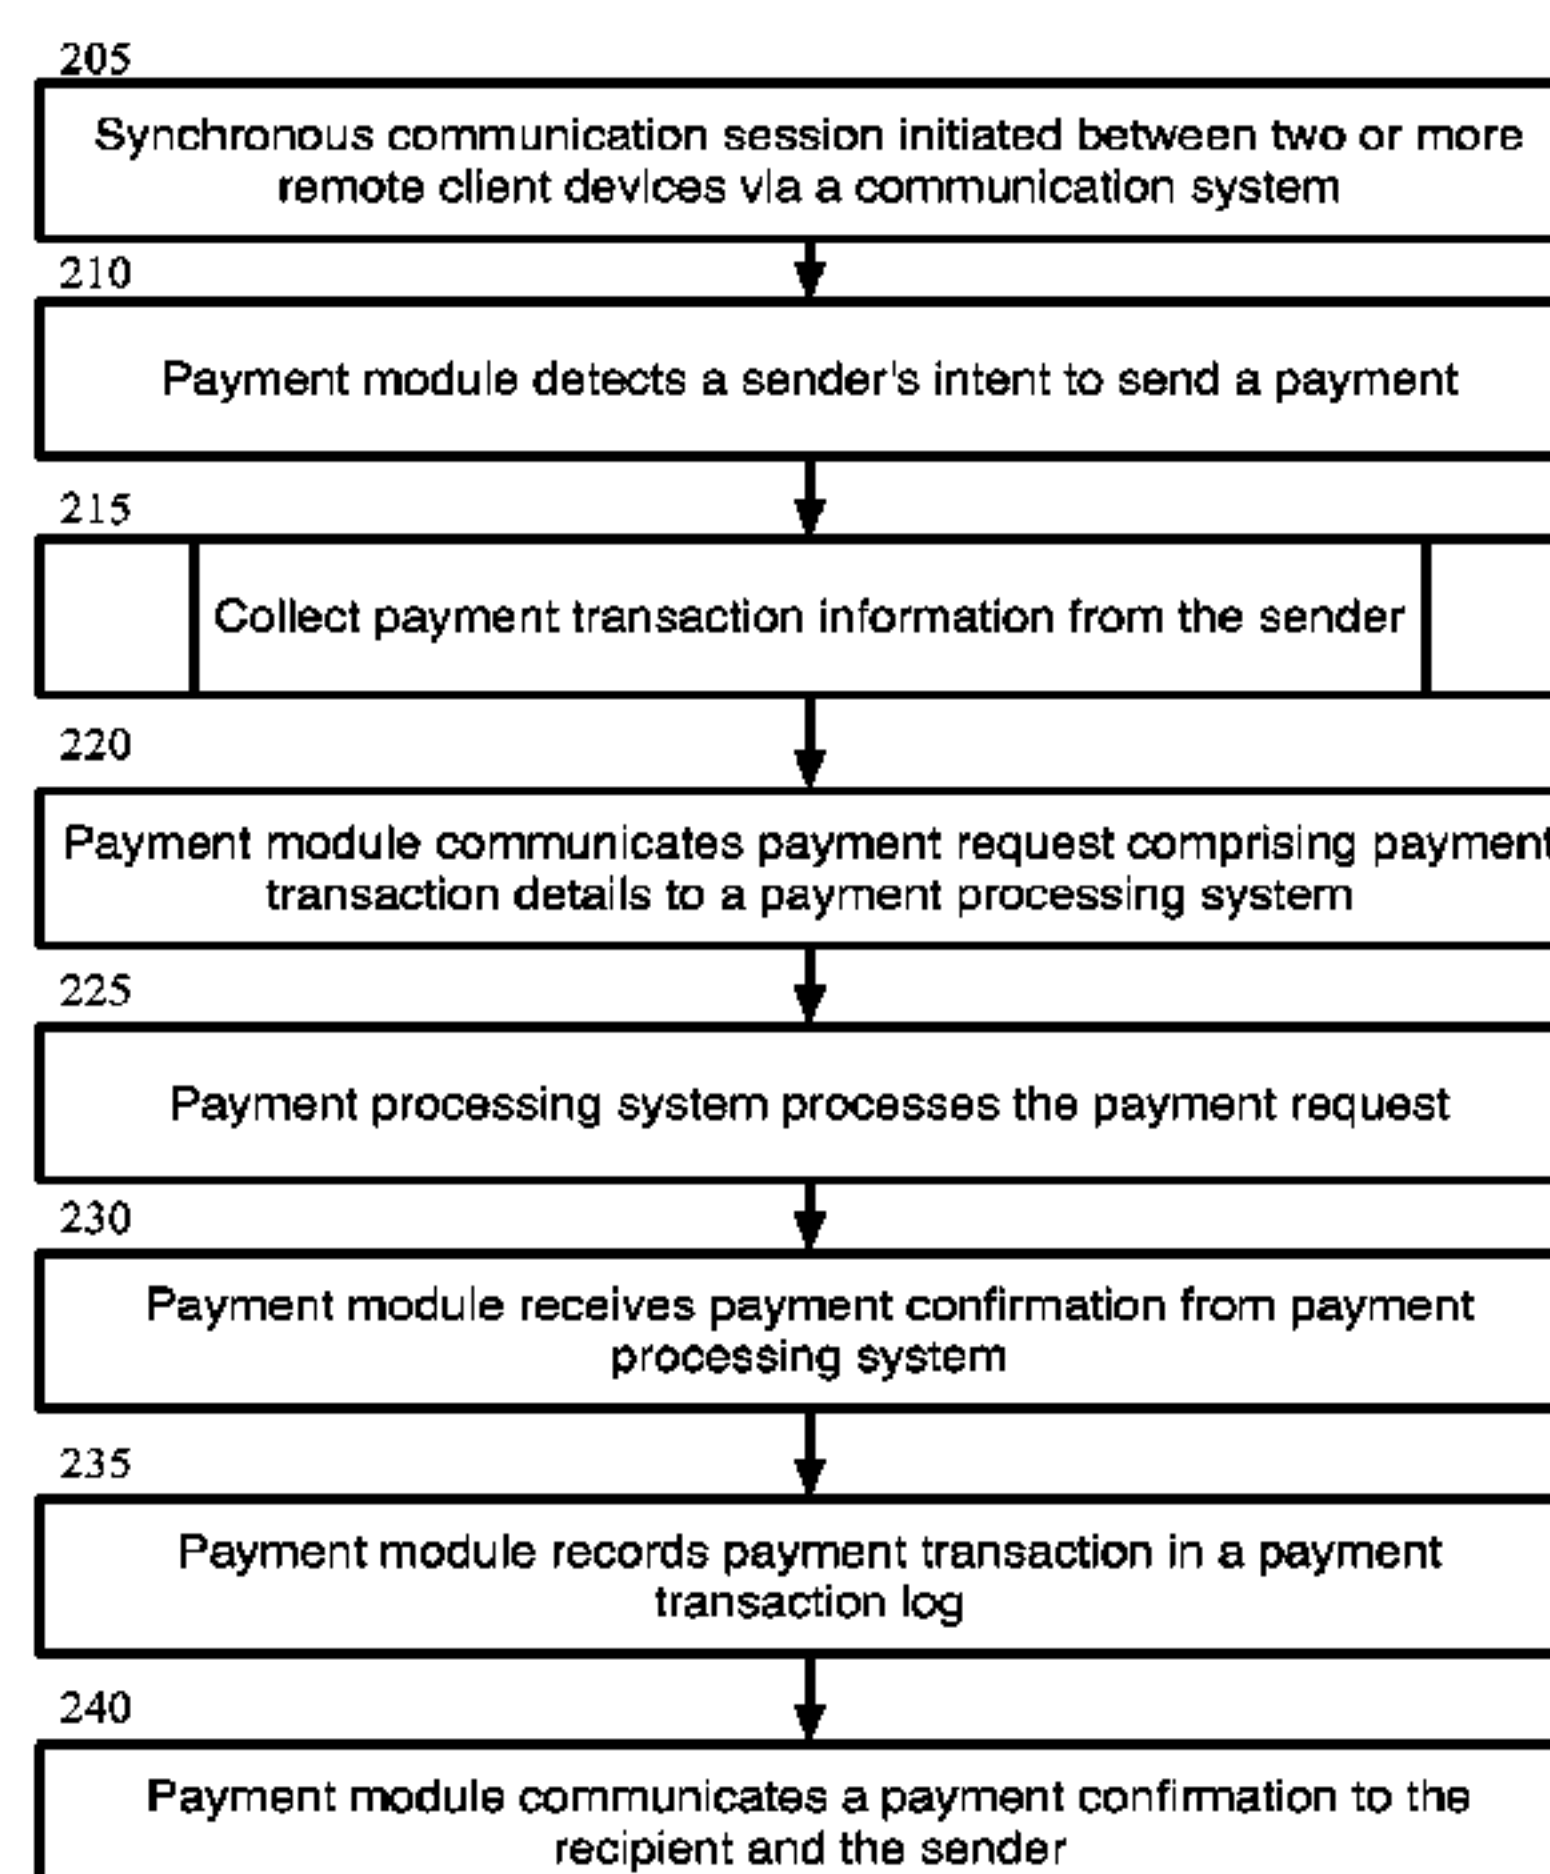 205
Synchronous communication session initiated between two or more
remote client devices via a communication system
210
Payment module detects a sender's intent to send a payment
215
Collect payment transaction information from the sender
220
Payment module communicates payment request comprising payment
transaction details to a payment processing system
225
Payment processing system processes the payment request
230
Payment module receives payment confirmation from payment
processing system
235
Payment module records payment transaction in a payment
transaction log
240
Payment module communicates a payment confirmation to the
recipient and the sender